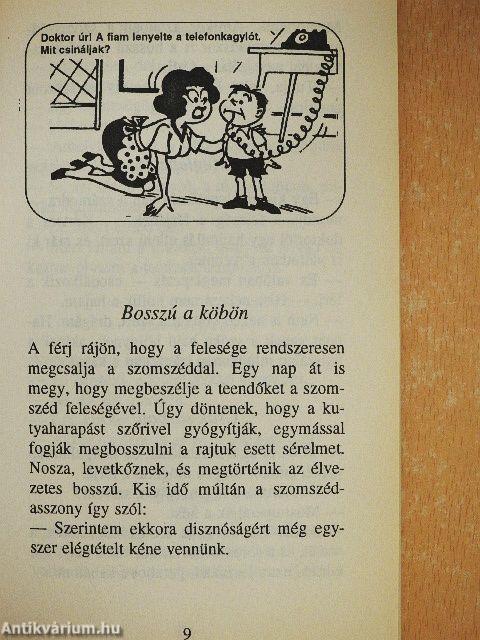 Doktor úr! A fiam lenyelte a telefonkagylót.
Mit csináljak?
Bosszú a köbön
A férj rájön, hogy a felesége rendszeresen
megcsalja a szomszéddal. Egy nap át is
megy, hogy megbeszélje a teendőket a szom-
széd feleségével. Úgy döntenek, hogy a ku-
tyaharapást szőrivel gyógyítják, egymással
fogják megbosszulni a rajtuk esett sérelmet.
Nosza, levetkőznek, és megtörténik az élve-
zetes bosszú. Kis idő múltán a szomszéd-
asszony így szól:
— Szerintem ekkora disznóságért még egy-
szer elégtételt kéne vennünk.
9
Antikvárium.hu